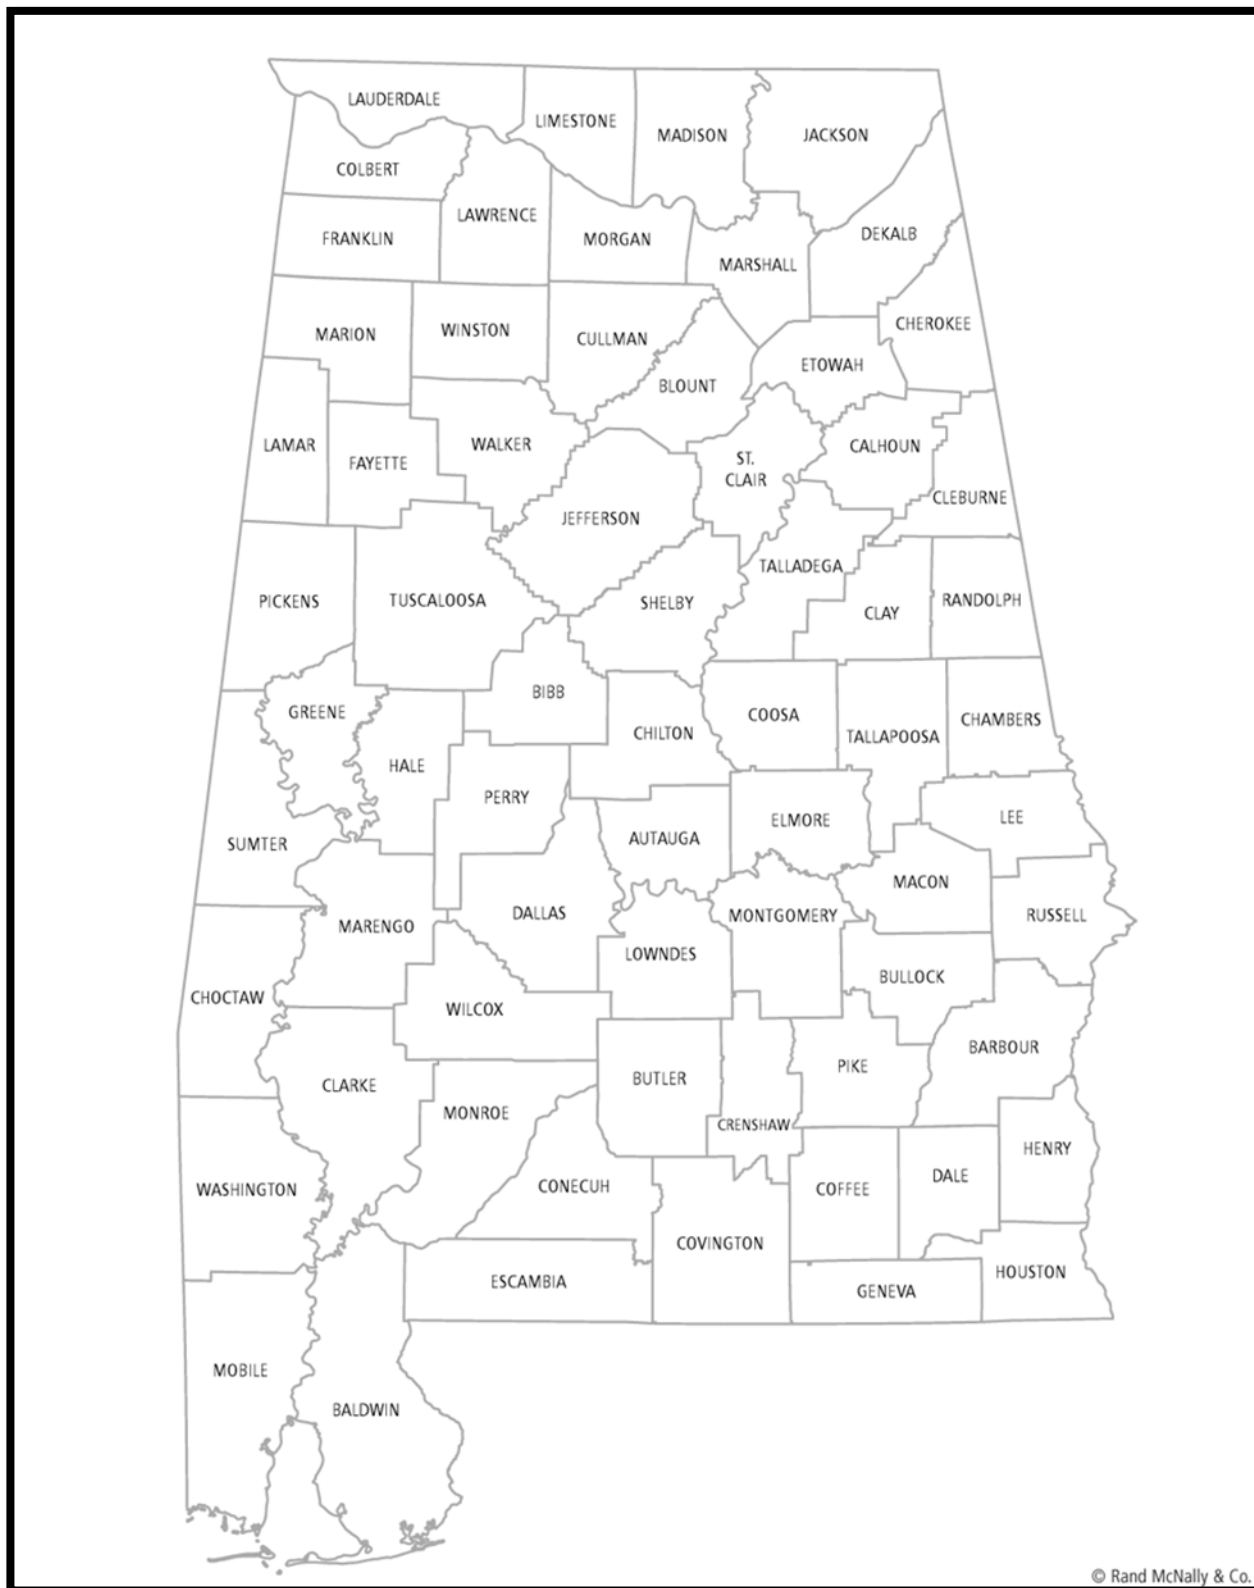 LAUDERDALE
LIMESTONE
MADISON
JACKSON
COLBERT
LAWRENCE
FRANKLIN
MORGAN
DEKALB
MARSHALL
CHEROKEE
MARION
WINSTON
CULLMAN
ETOWAH
BLOUNT
LAMAR
WALKER
CALHOUN
FAYETTE
ST.
CLAIR
CLEBURNE
JEFFERSON
TALLADEGA
PICKENS
TUSCALOOSA
SHELBY
CLAY
RANDOLPH
BIBB
GREENE
COOSA
CHAMBERS
CHILTON
TALLAPOOSA
HALE
PERRY
LEE
ELMORE
AUTAUGA
SUMTER
MACON
DALLAS
MONTGOMERY
RUSSELL
MARENGO
LOWNDES
BULLOCK
CHOCTAW
WILCOX
BARBOUR
PIKE
BUTLER
CLARKE
MONROE
CRENSHAW
HENRY
DALE
CONECUH
COFFEE
WASHINGTON
COVINGTON
HOUSTON
ESCAMBIA
GENEVA
MOBILE
BALDWIN
© Rand McNally & Co.